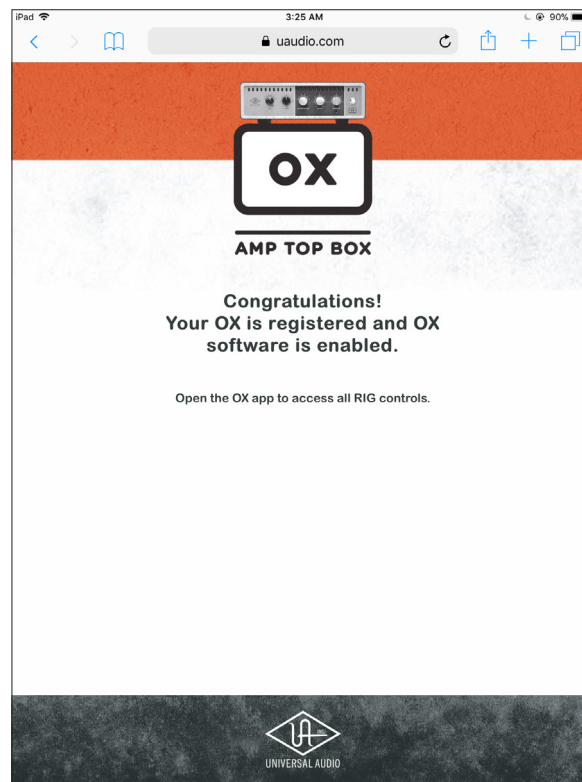 iPad 3:25 AM 90%
uaudio.com
OX
AMP TOP BOX
Congratulations!
Your OX is registered and OX
software is enabled.
Open the OX app to access all RIG controls.
UA
UNIVERSAL AUDIO